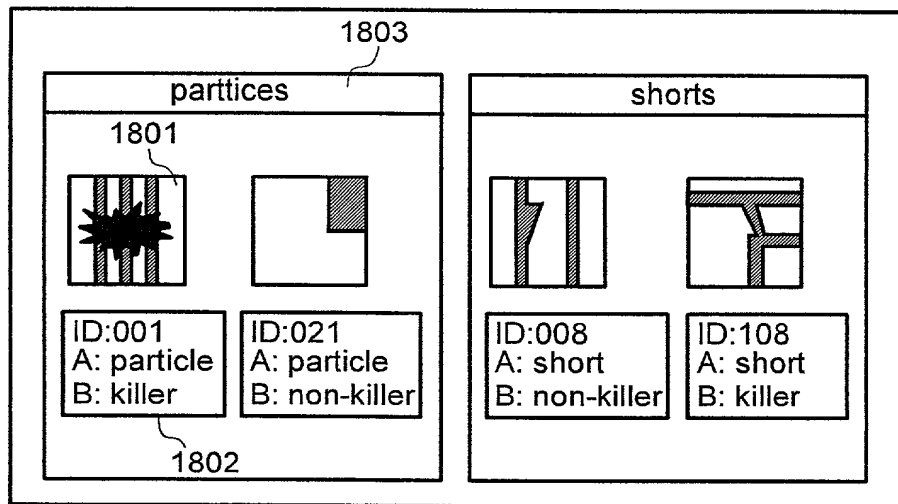 1803
parttices
1801
ID:001
A: particle
B: killer
ID:021
A: particle
B: non-killer
1802
shorts
ID:008
A: short
B: non-killer
ID:108
A: short
B: killer